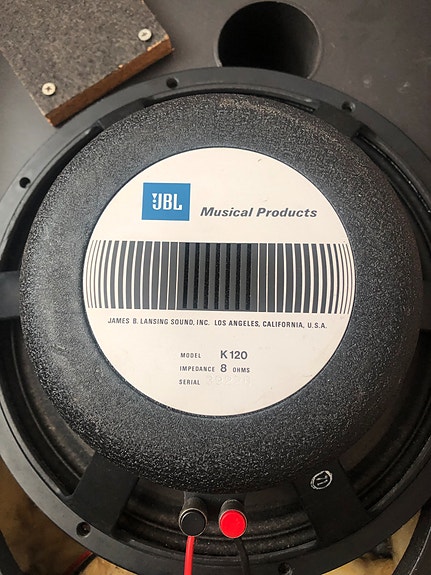 JBL
Musical Products
JAMES B. LANSING SOUND, INC. LOS ANGELES, CALIFORNIA, U.S.A.
MODEL K120
IMPEDANCE 8 OHMS
SERIAL